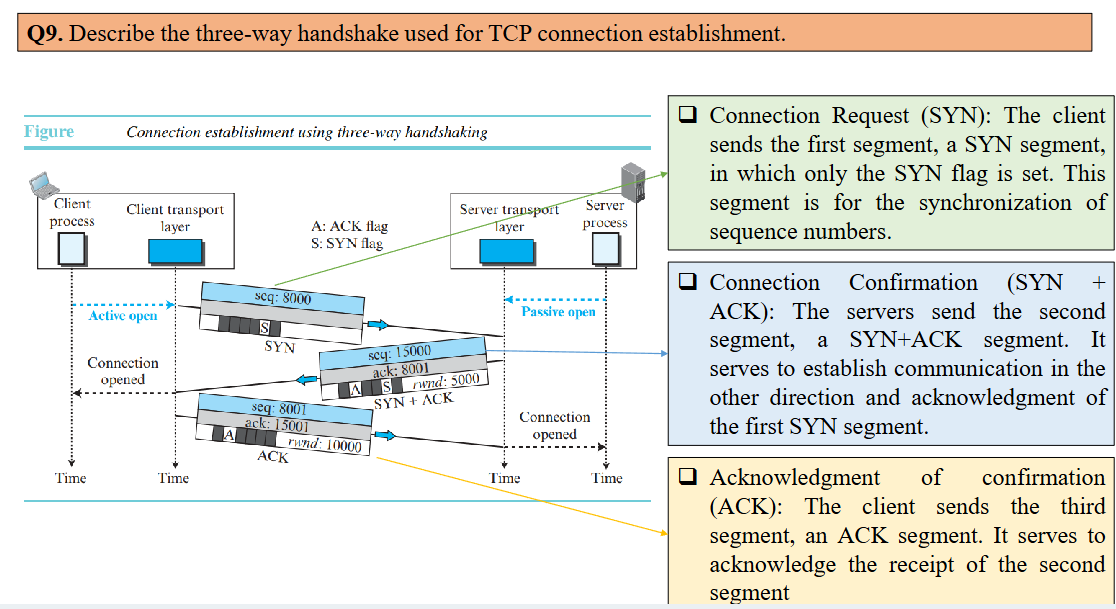 Q9. Describe the three-way handshake used for TCP connection establishment.
Figure Connection establishment using three-way handshaking
Client
process
Client transport
layer
A: ACK flag
S: SYN flag
Server transport
layer
Server
process
Active open
seq: 8000
S
SYN
Passive open
Connection
opened
seq: 15000
ack: 8001
A S rwnd: 5000
SYN + ACK
seq: 8001
ack: 15001
A rwnd: 10000
ACK
Connection
opened
Time
Time
Time
Time
❑ Connection Request (SYN): The client
sends the first segment, a SYN segment,
in which only the SYN flag is set. This
segment is for the synchronization of
sequence numbers.
❑ Connection Confirmation (SYN +
ACK): The servers send the second
segment, a SYN+ACK segment. It
serves to establish communication in the
other direction and acknowledgment of
the first SYN segment.
❑ Acknowledgment of confirmation
(ACK): The client sends the third
segment, an ACK segment. It serves to
acknowledge the receipt of the second
segment